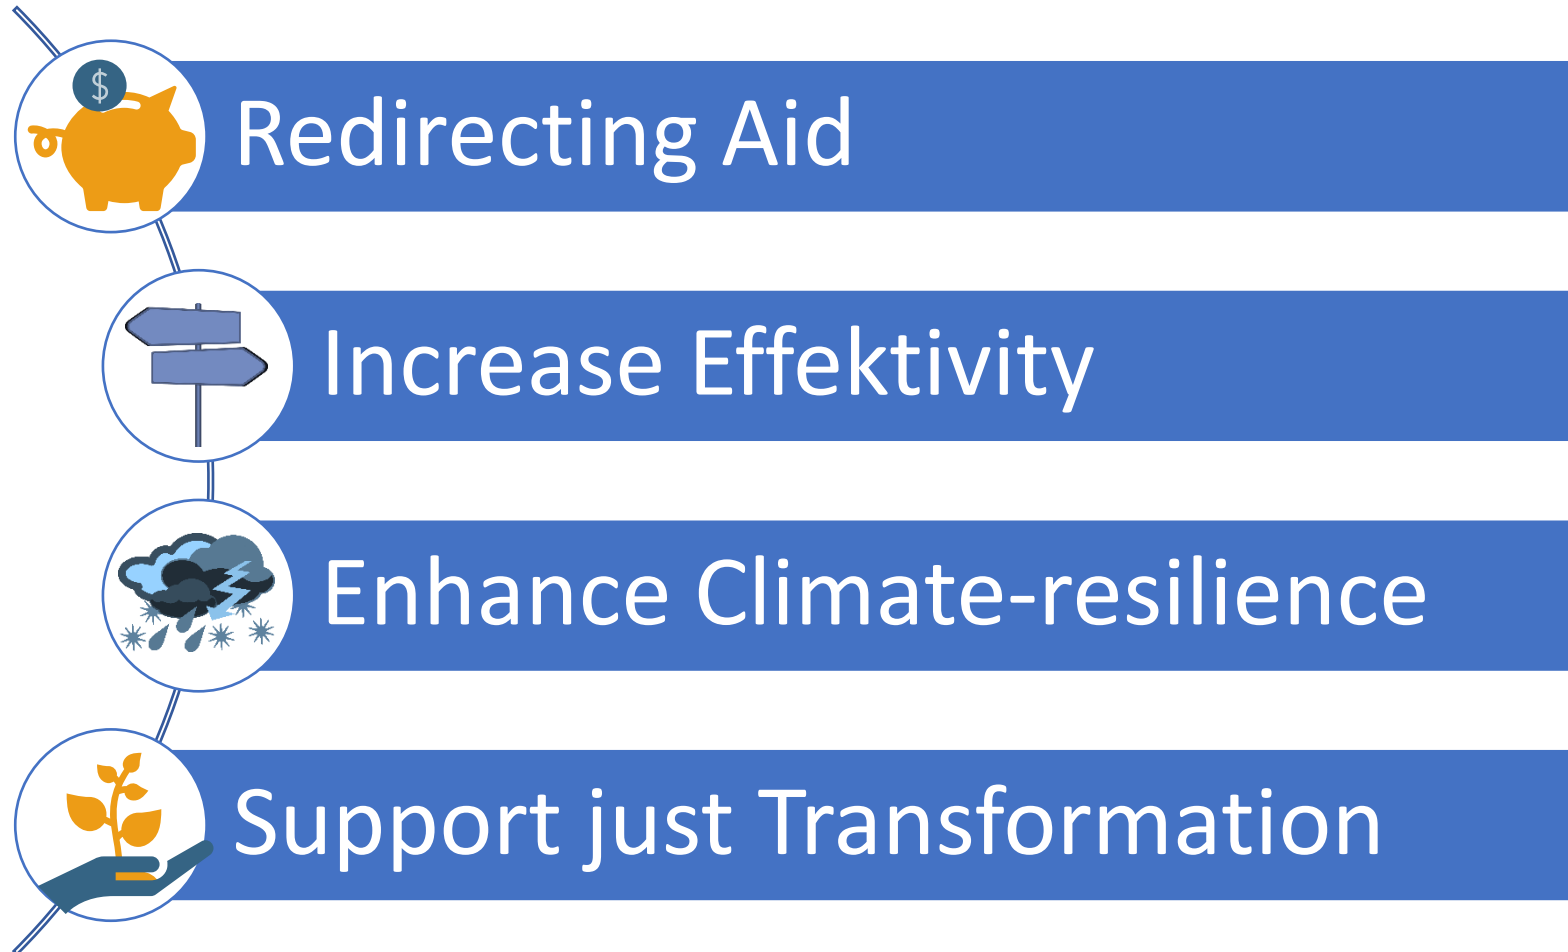 $
Redirecting Aid
Increase Effektivity
Enhance Climate-resilience
Support just Transformation